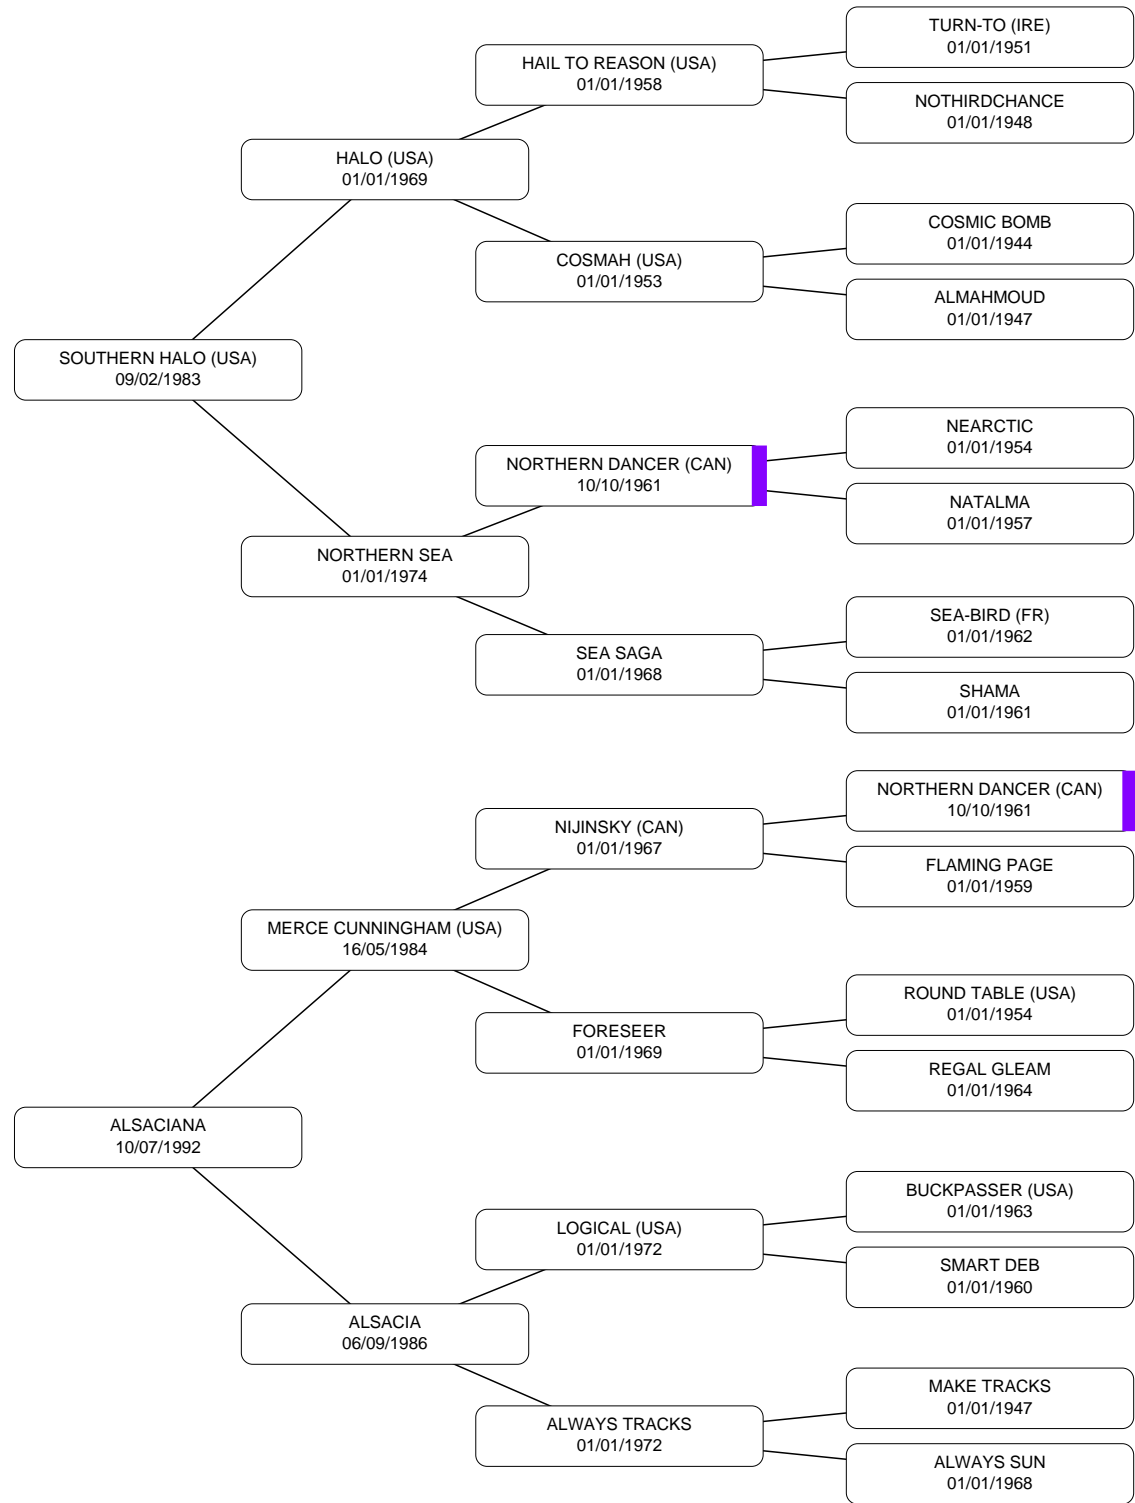 TURN-TO (IRE)
01/01/1951
HAIL TO REASON (USA)
01/01/1958
NOTHIRDCHANCE
01/01/1948
HALO (USA)
01/01/1969
COSMIC BOMB
01/01/1944
COSMAH (USA)
01/01/1953
ALMAHMOUD
01/01/1947
SOUTHERN HALO (USA)
09/02/1983
NEARCTIC
01/01/1954
NORTHERN DANCER (CAN)
10/10/1961
NATALMA
01/01/1957
NORTHERN SEA
01/01/1974
SEA-BIRD (FR)
01/01/1962
SEA SAGA
01/01/1968
SHAMA
01/01/1961
NORTHERN DANCER (CAN)
10/10/1961
NIJINSKY (CAN)
01/01/1967
FLAMING PAGE
01/01/1959
MERCE CUNNINGHAM (USA)
16/05/1984
ROUND TABLE (USA)
01/01/1954
FORESEER
01/01/1969
REGAL GLEAM
01/01/1964
ALSACIANA
10/07/1992
BUCKPASSER (USA)
01/01/1963
LOGICAL (USA)
01/01/1972
SMART DEB
01/01/1960
ALSACIA
06/09/1986
MAKE TRACKS
01/01/1947
ALWAYS TRACKS
01/01/1972
ALWAYS SUN
01/01/1968